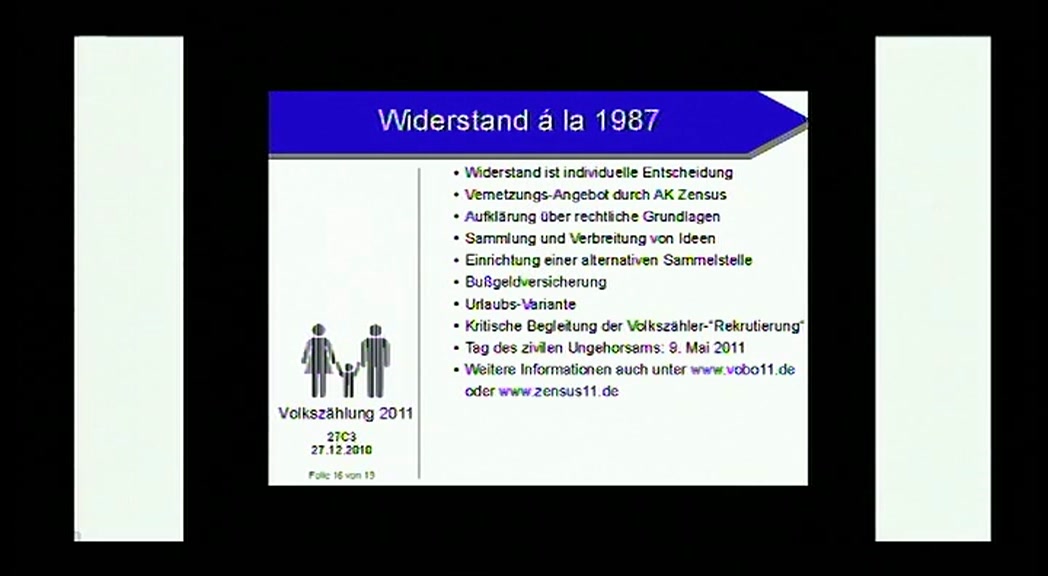 Widerstand á la 1987
• Widerstand ist individuelle Entscheidung
• Vernetzungs-Angebot durch AK Zensus
• Aufklärung über rechtliche Grundlagen
• Sammlung und Verbreitung von Ideen
• Einrichtung einer alternativen Sammelstelle
• Bußgeldversicherung
• Urlaubs-Variante
• Kritische Begleitung der Volkszähler-"Rekrutierung"
• Tag des zivilen Ungehorsams: 9. Mai 2011
• Weitere Informationen auch unter www.vobo11.de
oder www.zensus11.de
Volkszählung 2011
27C3
27.12.2010
Folie 16 von 19